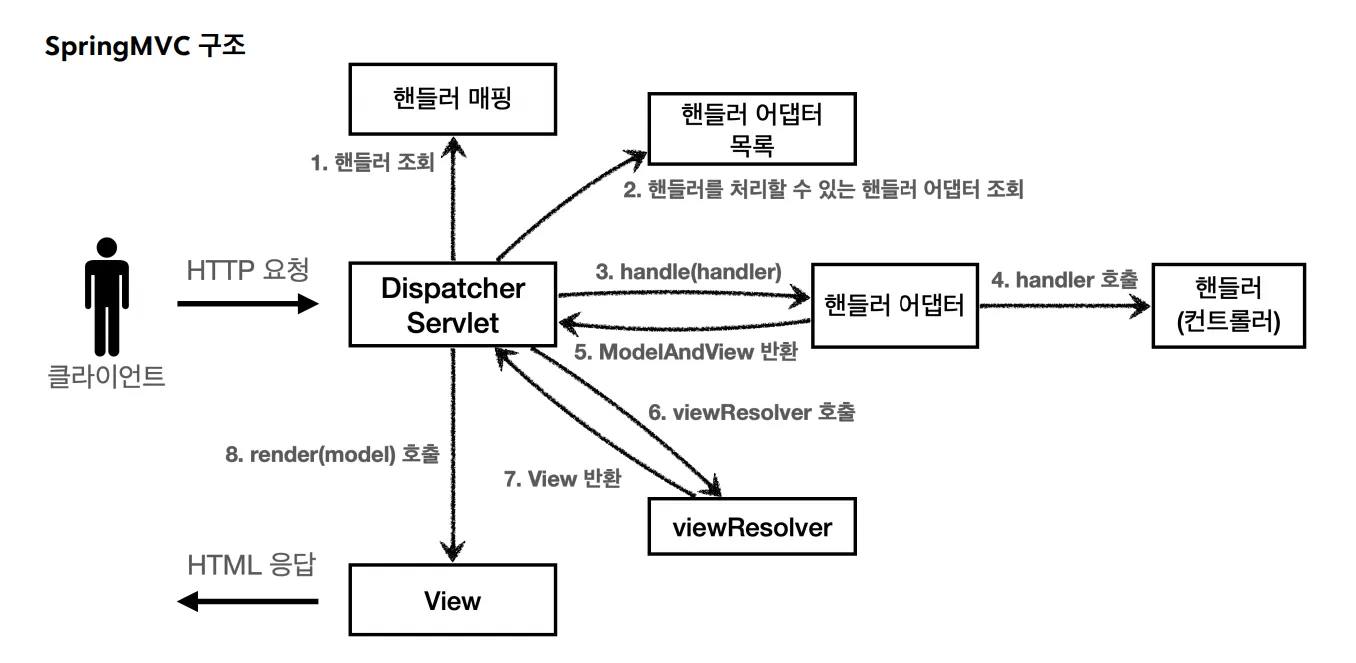 SpringMVC 구조
핸들러 매핑
핸들러 어댑터
목록
1. 핸들러 조회
2. 핸들러를 처리할 수 있는 핸들러 어댑터 조회
HTTP 요청
Dispatcher
Servlet
3. handle(handler)
핸들러 어댑터
4. handler 호출
핸들러
(컨트롤러)
5. ModelAndView 반환
클라이언트
6. viewResolver 호출
8. render(model) 호출
7. View 반환
viewResolver
HTML 응답
View